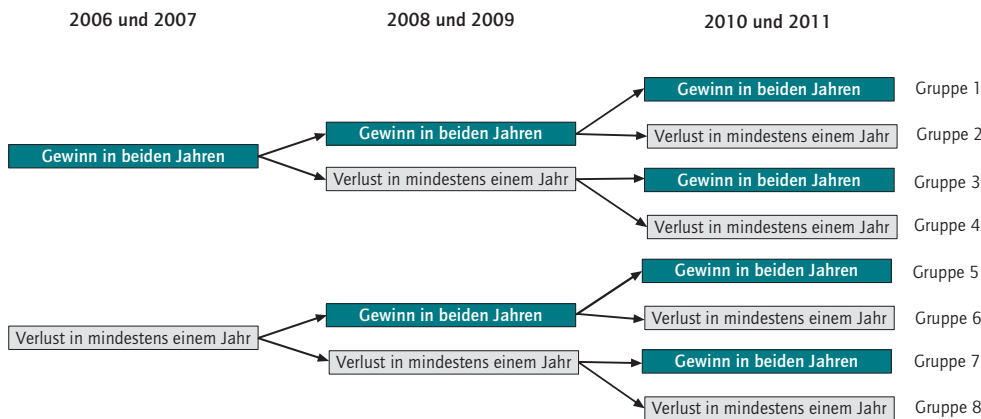 2006 und 2007
2008 und 2009
2010 und 2011
Gewinn in beiden Jahren Gruppe 1
Gewinn in beiden Jahren
Verlust in mindestens einem Jahr Gruppe 2
Gewinn in beiden Jahren
Verlust in mindestens einem Jahr
Gewinn in beiden Jahren Gruppe 3
Verlust in mindestens einem Jahr Gruppe 4
Gewinn in beiden Jahren Gruppe 5
Gewinn in beiden Jahren
Verlust in mindestens einem Jahr Gruppe 6
Verlust in mindestens einem Jahr
Verlust in mindestens einem Jahr
Gewinn in beiden Jahren Gruppe 7
Verlust in mindestens einem Jahr Gruppe 8